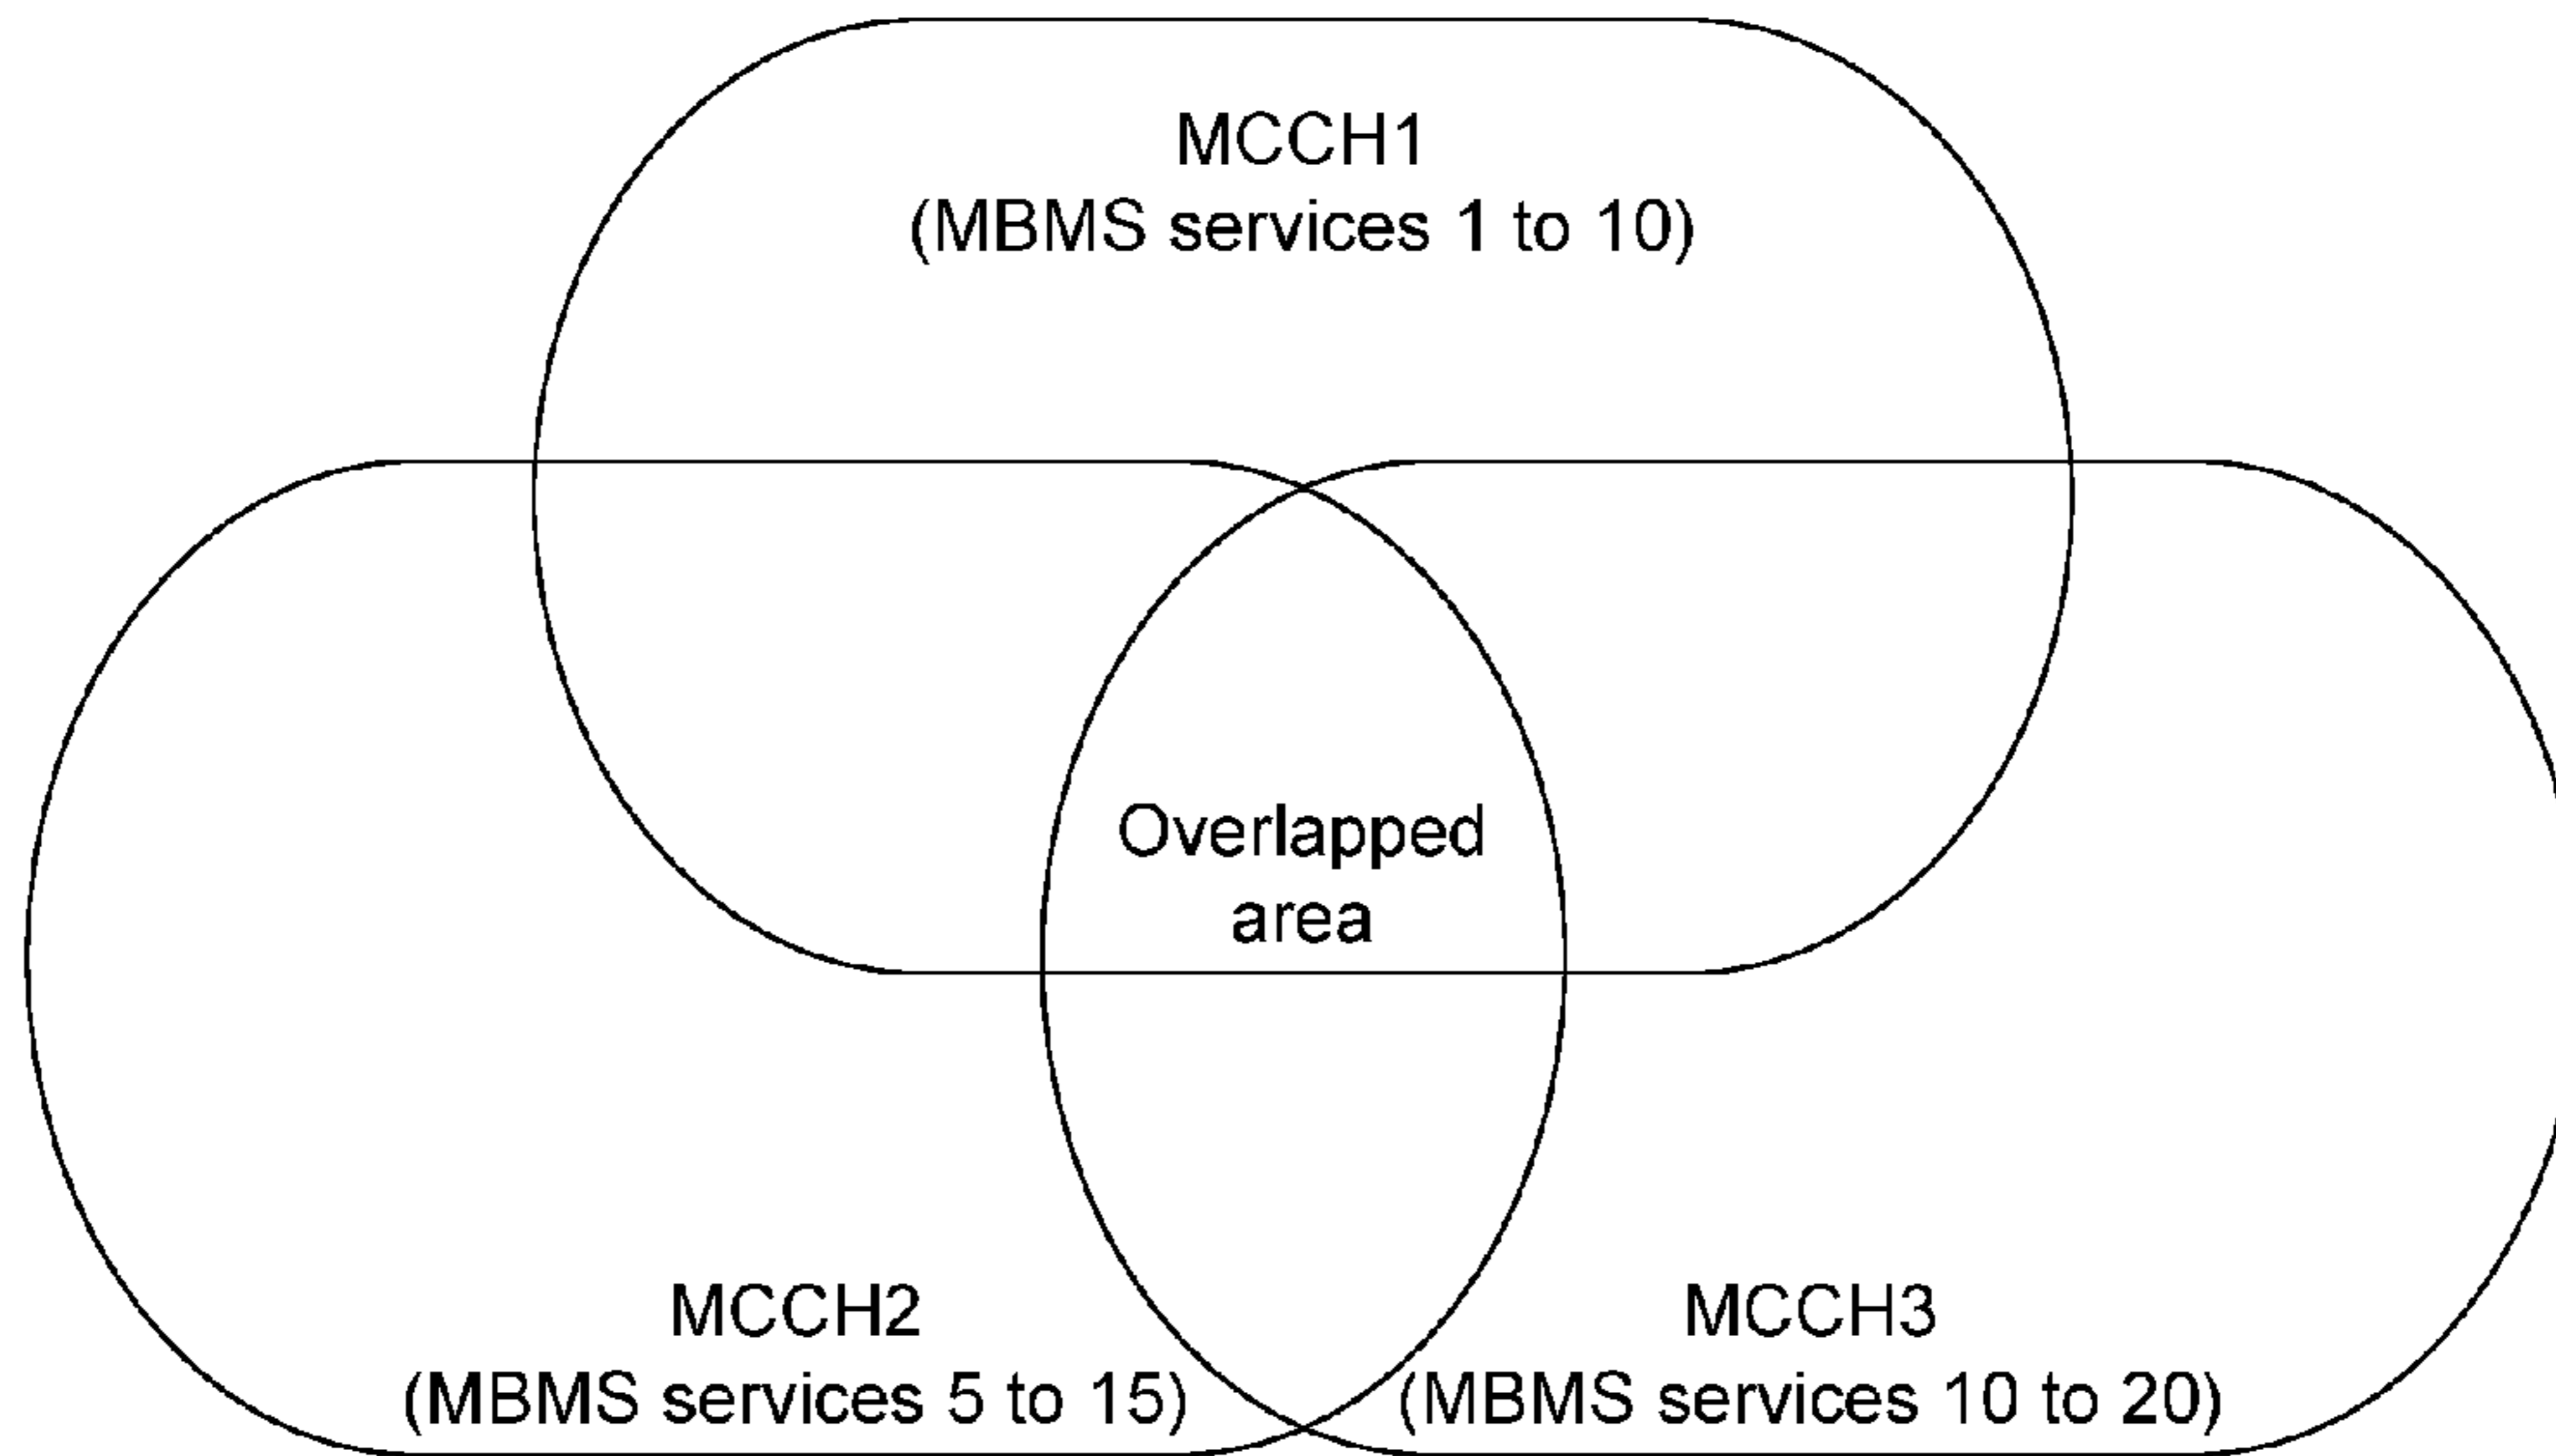 MCCH1
(MBMS services 1 to 10)
Overlapped
area
MCCH2
(MBMS services 5 to 15)
MCCH3
(MBMS services 10 to 20)